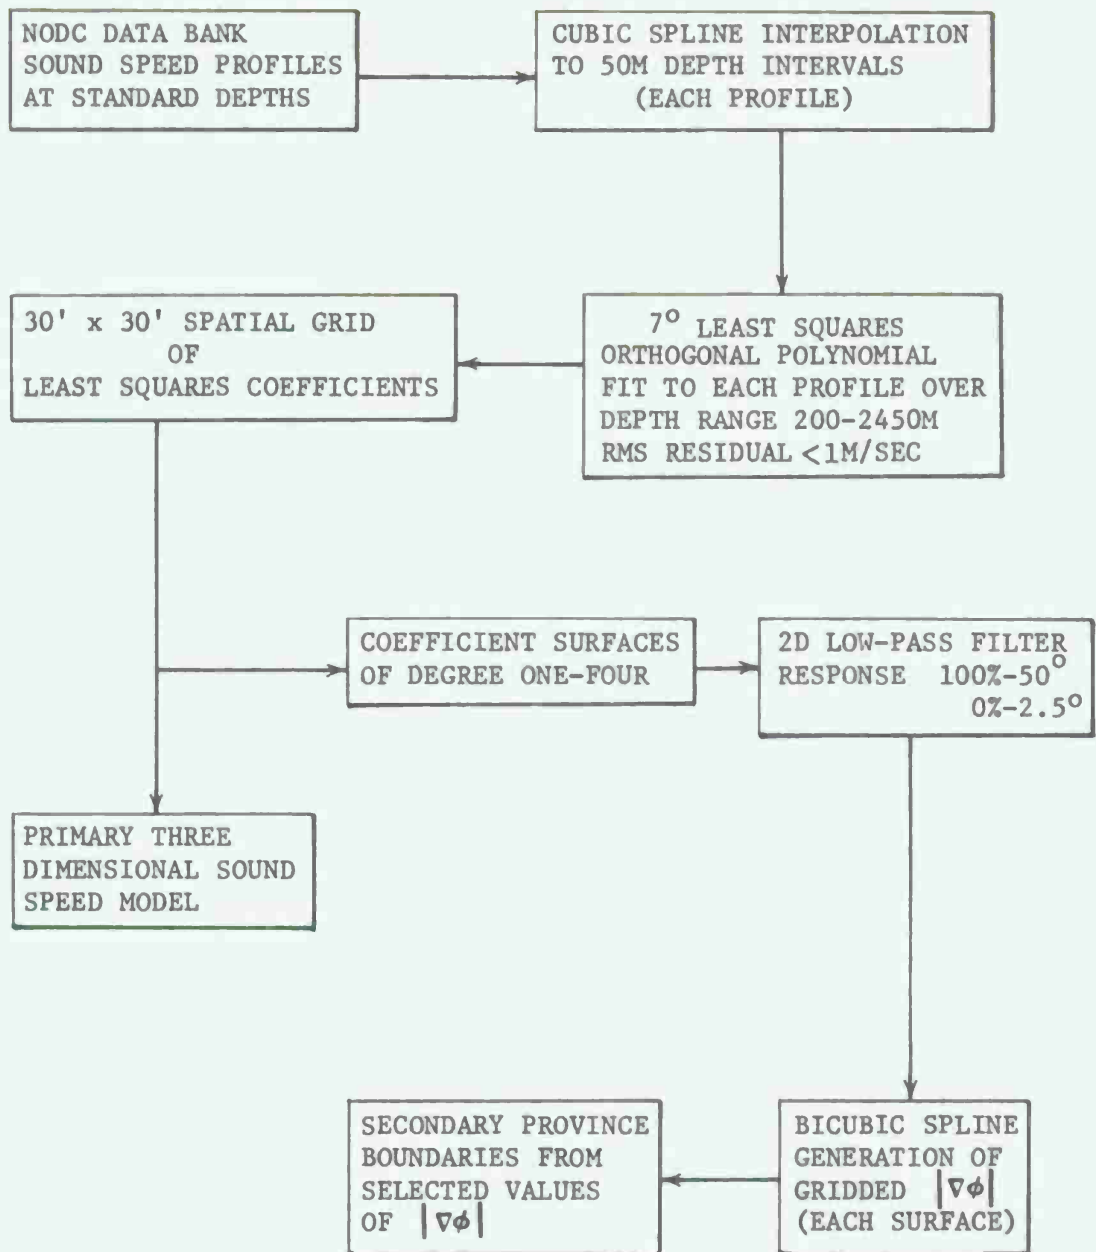 NODC DATA BANK
SOUND SPEED PROFILES
AT STANDARD DEPTHS
CUBIC SPLINE INTERPOLATION
TO 50M DEPTH INTERVALS
(EACH PROFILE)
7° LEAST SQUARES
ORTHOGONAL POLYNOMIAL
FIT TO EACH PROFILE OVER
DEPTH RANGE 200-2450M
RMS RESIDUAL <1M/SEC
30' x 30' SPATIAL GRID
OF
LEAST SQUARES COEFFICIENTS
COEFFICIENT SURFACES
OF DEGREE ONE-FOUR
2D LOW-PASS FILTER
RESPONSE 100%-50°
0%-2.5°
PRIMARY THREE
DIMENSIONAL SOUND
SPEED MODEL
BICUBIC SPLINE
GENERATION OF
GRIDDED |∇ϕ|
(EACH SURFACE)
SECONDARY PROVINCE
BOUNDARIES FROM
SELECTED VALUES
OF |∇ϕ|